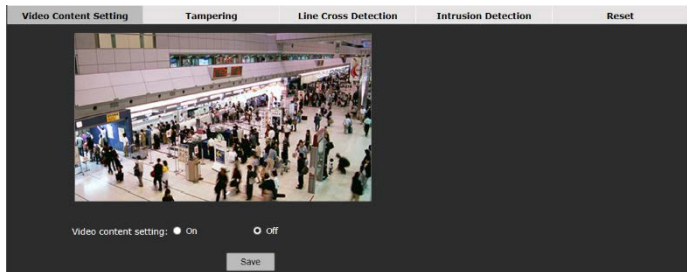 Video Content Setting Tampering Line Cross Detection Intrusion Detection Reset
Video content setting: On Off
Save